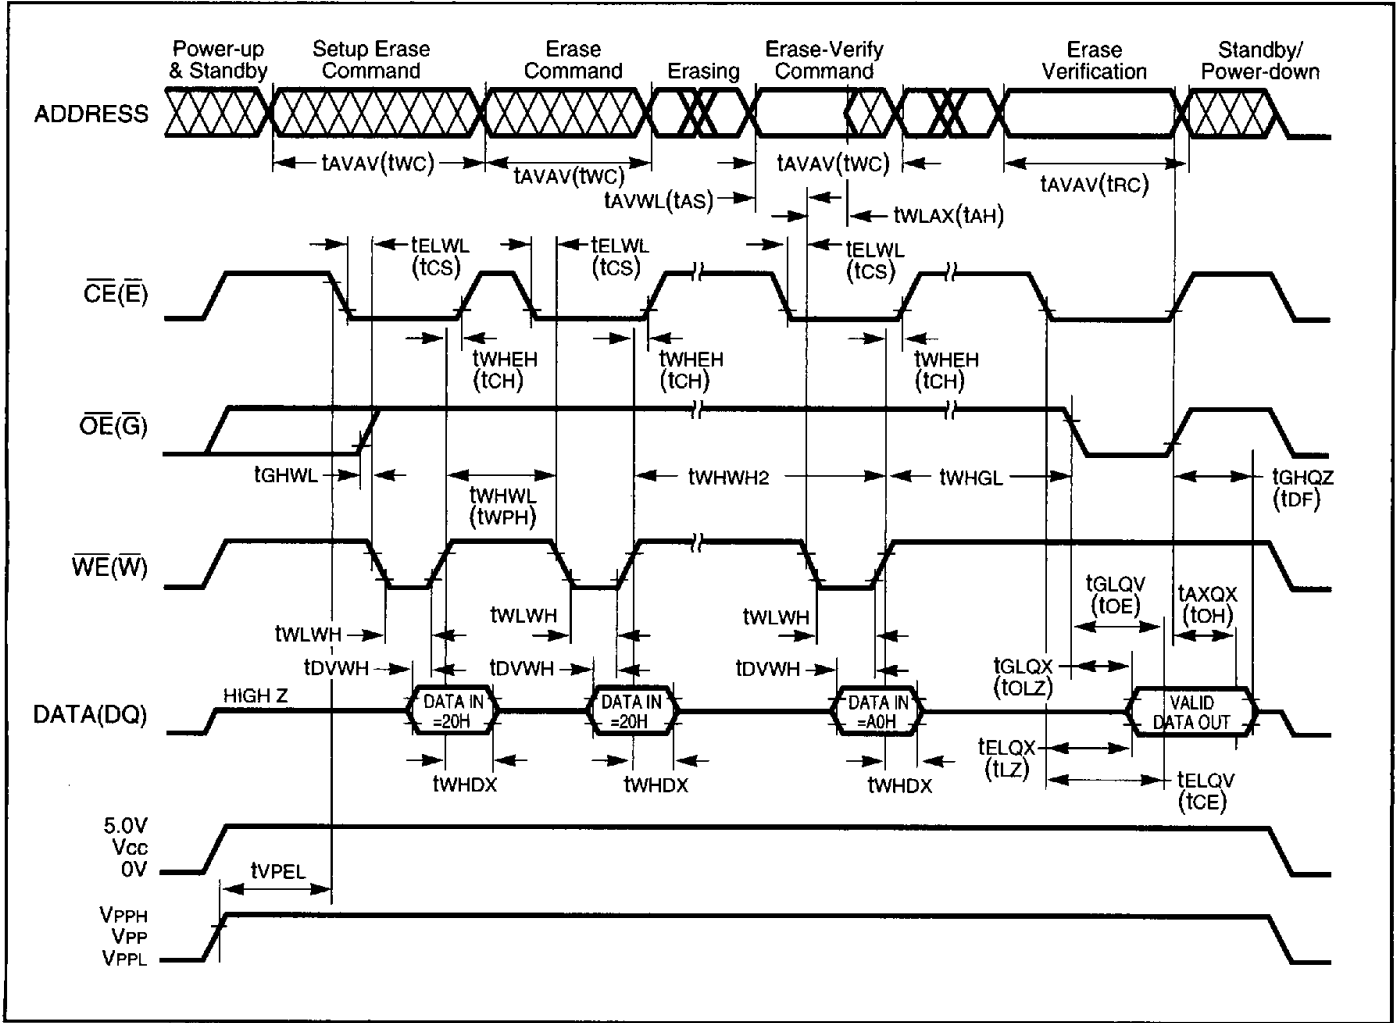 Power-up
& Standby
Setup Erase
Command
Erase
Command
Erasing
Erase-Verify
Command
Erase
Verification
Standby/
Power-down
ADDRESS
tAVAV(tWC)
tAVAV(tWC)
tAVAV(tWC)
tAVAV(tRC)
tAVWL(tAS)
tWLAX(tAH)
tELWL
(tCS)
tELWL
(tCS)
tELWL
(tCS)
CE(E)
tWHEH
(tCH)
tWHEH
(tCH)
tWHEH
(tCH)
OE(G)
tGHWL
tWHWL
(tWPH)
tWHWH2
tWHGL
tGHQZ
(tDF)
WE(W)
tWLWH
tWLWH
tWLWH
tGLQV
(tOE)
tAXQX
(tOH)
tDVWH
tDVWH
tDVWH
tGLQX
(tOLZ)
DATA(DQ)
HIGH Z
DATA IN
=20H
DATA IN
=20H
DATA IN
=A0H
VALID
DATA OUT
tWHDX
tWHDX
tWHDX
tELQX
(tLZ)
tELQV
(tCE)
5.0V
VCC
0V
tVPEL
VPPH
VPP
VPPL